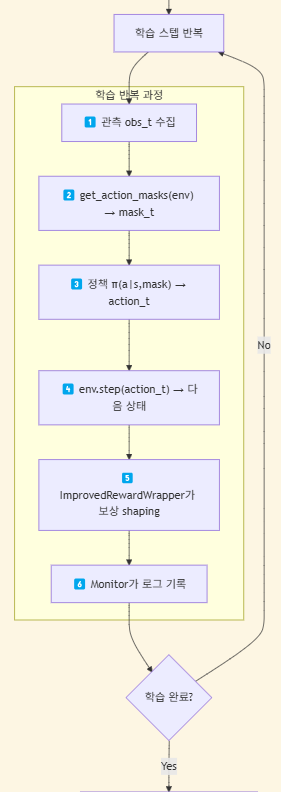 학습 스텝 반복
학습 반복 과정
1 관측 obs_t 수집
2 get_action_masks(env)
→ mask_t
3 정책 π(a|s,mask) →
action_t
4 env.step(action_t) → 다
음 상태
5
ImprovedRewardWrapper가
보상 shaping
6 Monitor가 로그 기록
No
학습 완료?
Yes